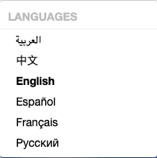 LANGUAGES
العربية
中文
English
Español
Français
Русский